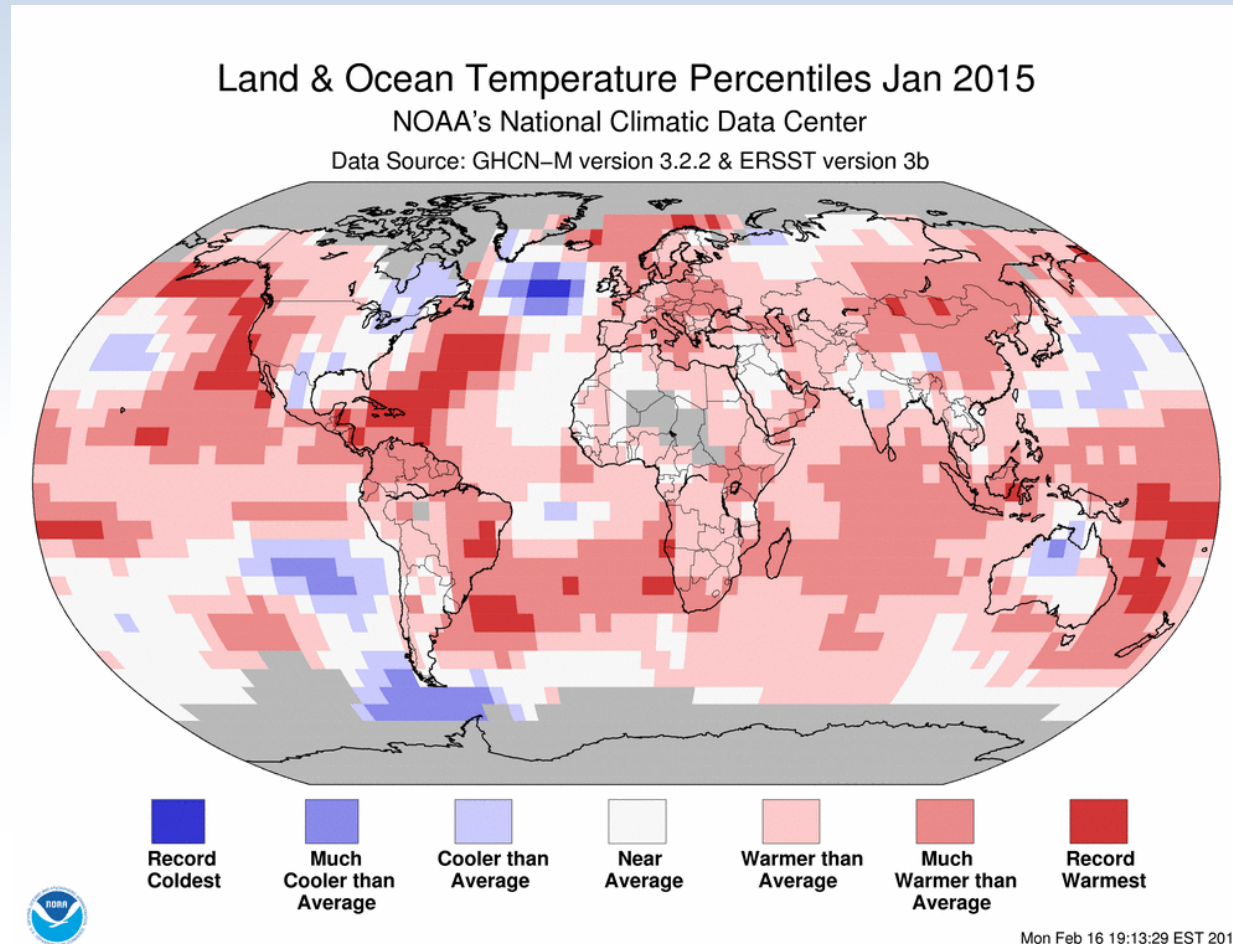 Land & Ocean Temperature Percentiles Jan 2015
NOAA's National Climatic Data Center
Data Source: GHCN–M version 3.2.2 & ERSST version 3b
Record Coldest
Much Cooler than Average
Cooler than Average
Near Average
Warmer than Average
Much Warmer than Average
Record Warmest
NOAA
Mon Feb 16 19:13:29 EST 201